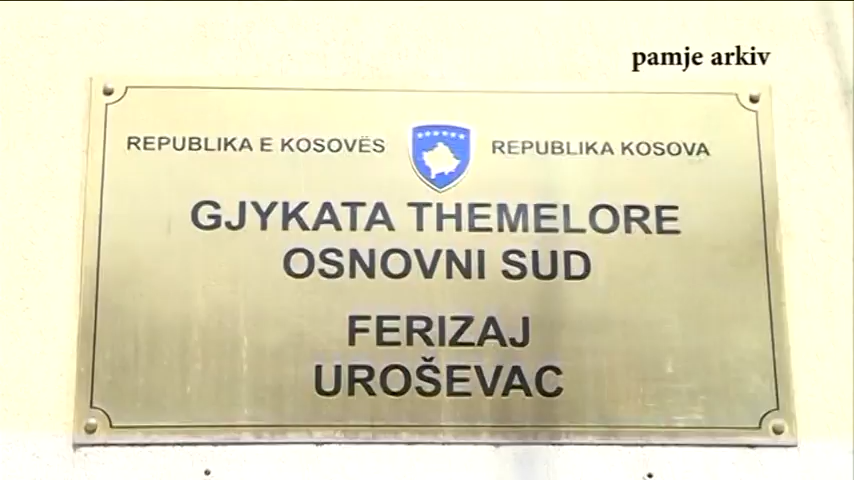 pamje arkiv
REPUBLIKA E KOSOVËS REPUBLIKA KOSOVA
GJYKATA THEMELORE
OSNOVNI SUD
FERIZAJ
UROŠEVAC